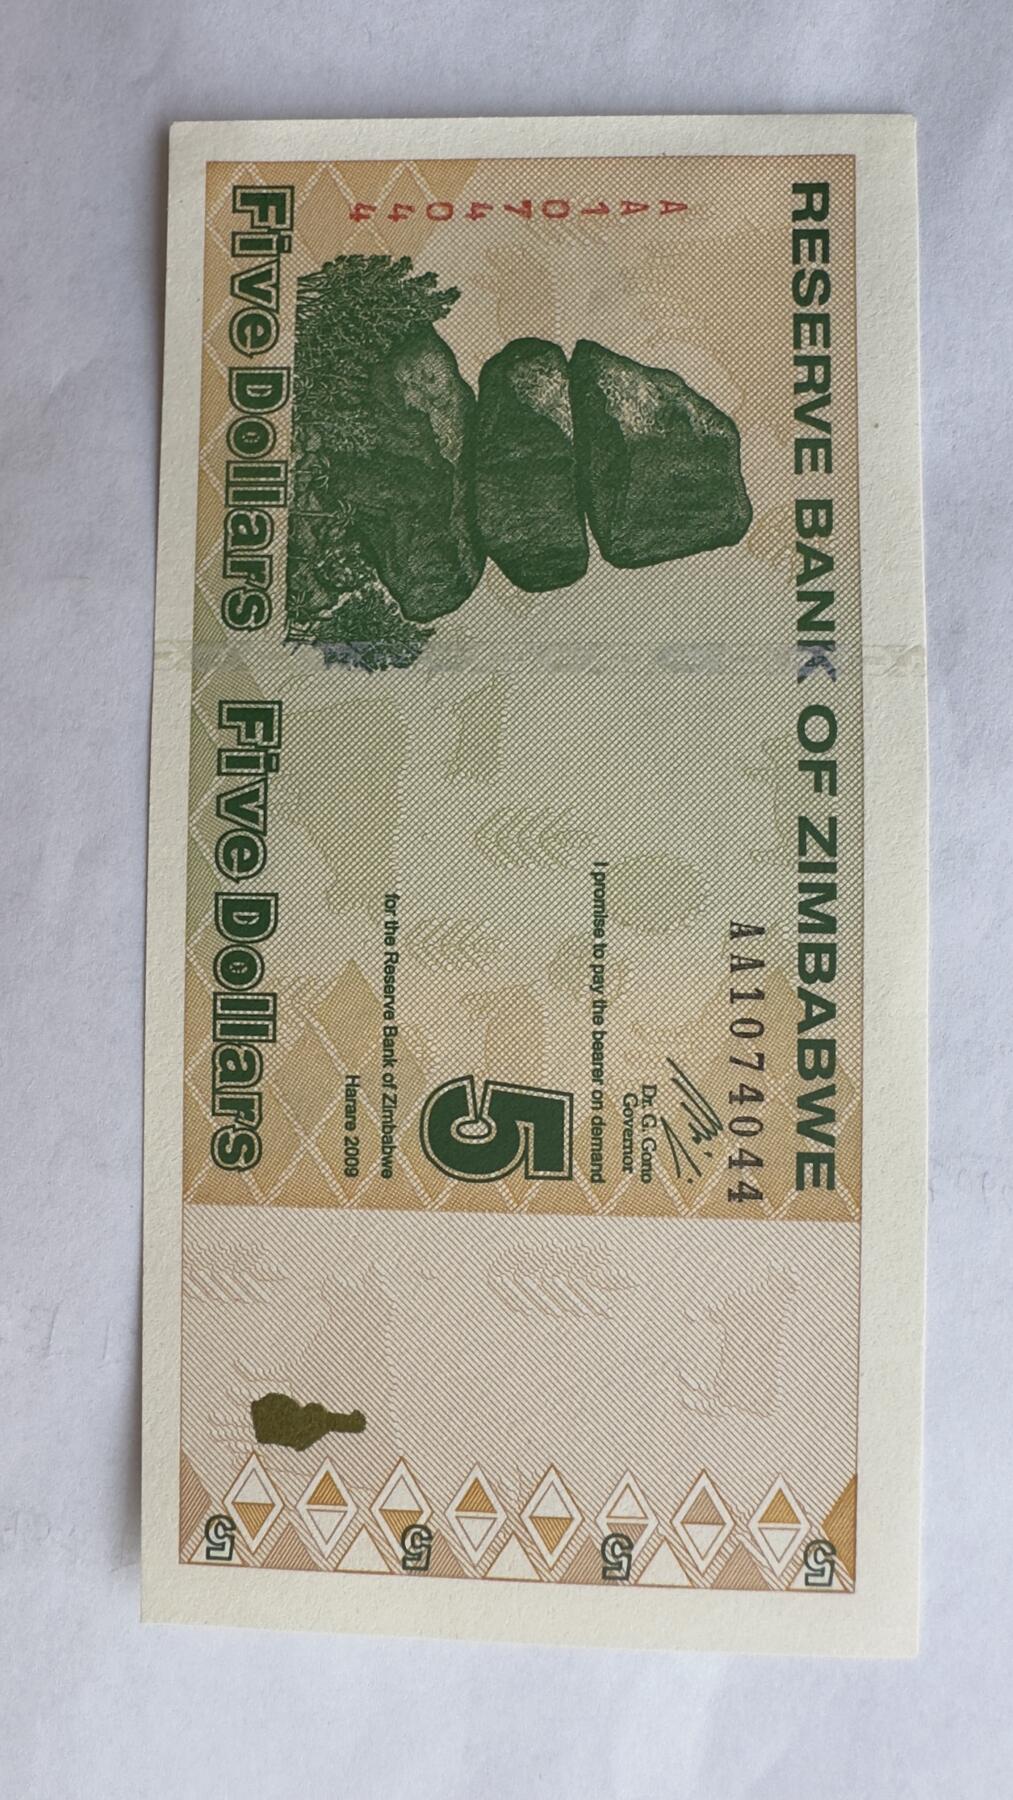 RESERVE BANK OF ZIMBABWE
AA1074044
AA1074044
Dr. G. Gono
Governor
I promise to pay the bearer on demand
5
for the Reserve Bank of Zimbabwe
Harare 2009
Five Dollars Five Dollars
5
5
5
5